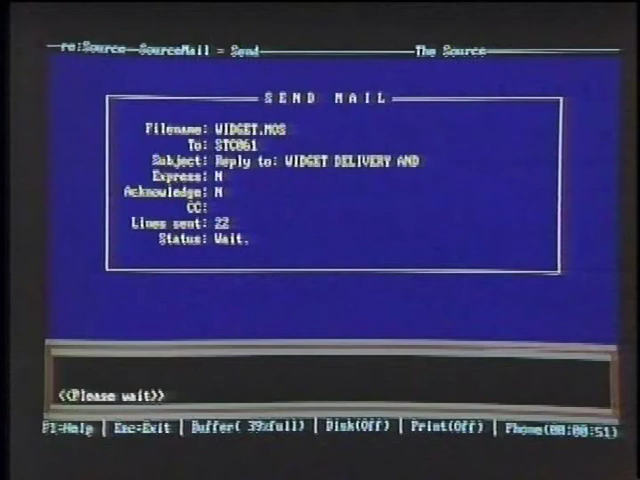 re:Source—SourceMail - Send The Source
SEND MAIL
Filename: WIDGET.MOS
To: STC061
Subject: Reply to: WIDGET DELIVERY AND
Express: N
Acknowledge: N
CC:
Lines sent: 22
Status: Wait.
<<Please wait>>
F1=Help | Esc=Exit | Buffer( 39%full) | Disk(Off) | Print(Off) | Phone(00:00:51)